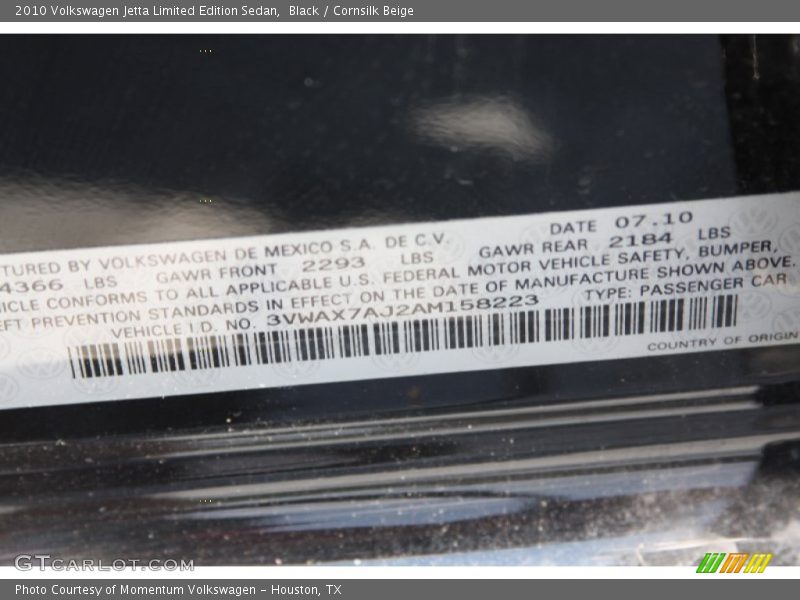 2010 Volkswagen Jetta Limited Edition Sedan, Black / Cornsilk Beige
DATE 07.10
TURED BY VOLKSWAGEN DE MEXICO S.A. DE C.V.
4366 LBS GAWR FRONT 2293 LBS GAWR REAR 2184 LBS
ICLE CONFORMS TO ALL APPLICABLE U.S. FEDERAL MOTOR VEHICLE SAFETY, BUMPER,
EFT PREVENTION STANDARDS IN EFFECT ON THE DATE OF MANUFACTURE SHOWN ABOVE.
VEHICLE I.D. NO. 3VWAX7AJ2AM158223 TYPE: PASSENGER CAR
COUNTRY OF ORIGIN
GTCARLOT.COM
Photo Courtesy of Momentum Volkswagen - Houston, TX